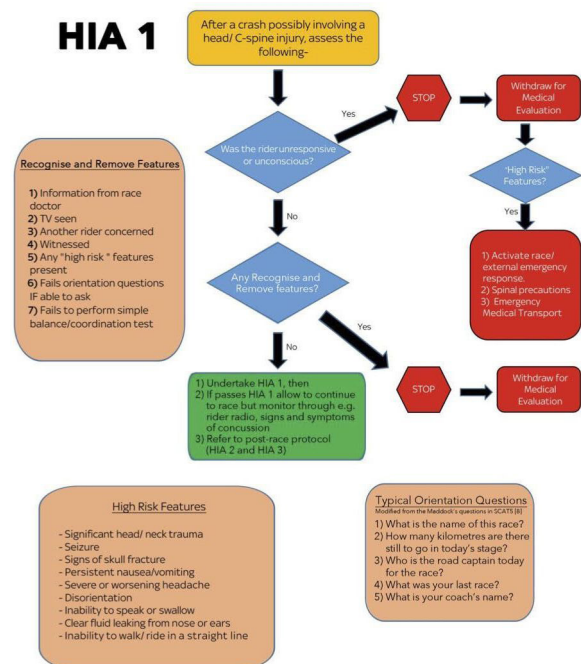 HIA 1
After a crash possibly involving a
head/ C-spine injury, assess the
following-
Yes
STOP
Withdraw for
Medical
Evaluation
Was the riderunresponsive
or unconscious?
"High Risk"
Features?
Yes
1) Activate race/
external emergency
response.
2) Spinal precautions
3) Emergency
Medical Transport
Recognise and Remove Features
1) Information from race
doctor
2) TV seen
3) Another rider concerned
4) Witnessed
5) Any "high risk " features
present
6) Fails orientation questions
IF able to ask
7) Fails to perform simple
balance/coordination test
No
Any Recognise and
Remove features?
Yes
No
STOP
Withdraw for
Medical
Evaluation
1) Undertake HIA 1, then
2) If passes HIA 1 allow to continue
to race but monitor through e.g.
rider radio, signs and symptoms
of concussion
3) Refer to post-race protocol
(HIA 2 and HIA 3)
High Risk Features
- Significant head/ neck trauma
- Seizure
- Signs of skull fracture
- Persistent nausea/vomiting
- Severe or worsening headache
- Disorientation
- Inability to speak or swallow
- Clear fluid leaking from nose or ears
- Inability to walk/ ride in a straight line
Typical Orientation Questions
Modified from the Maddock's questions in SCAT5 (8)
1) What is the name of this race?
2) How many kilometres are there
still to go in today's stage?
3) Who is the road captain today
for the race?
4) What was your last race?
5) What is your coach's name?